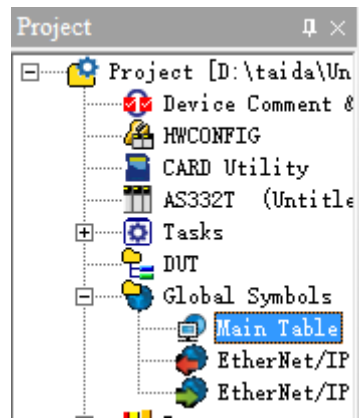 Project
Project [D:\taida\Un
Device Comment &
HWCONFIG
CARD Utility
AS332T (Untitle
Tasks
DUT
Global Symbols
Main Table
EtherNet/IP
EtherNet/IP